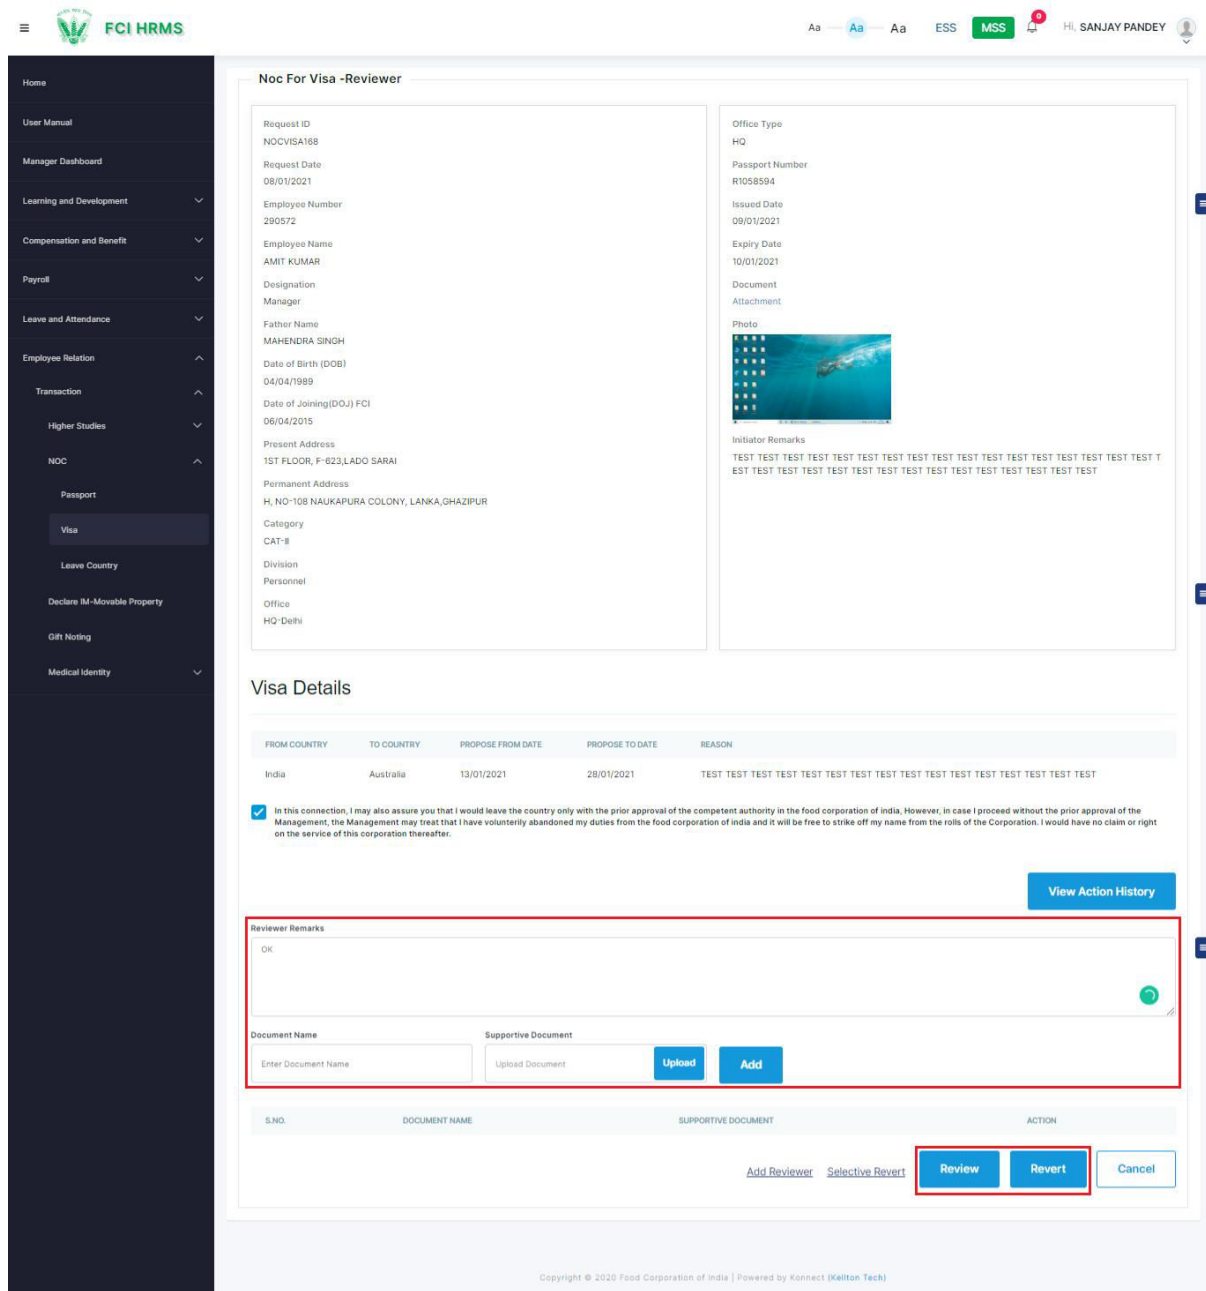 FCI HRMS
Aa Aa Aa ESS MSS 0 Hi, SANJAY PANDEY
Home
User Manual
Manager Dashboard
Learning and Development
Compensation and Benefit
Payroll
Leave and Attendance
Employee Relation
Transaction
Higher Studies
NOC
Passport
Visa
Leave Country
Declare IM-Movable Property
Gift Noting
Medical Identity
Noc For Visa -Reviewer
Request ID
NOCVISA168
Request Date
08/01/2021
Employee Number
290572
Employee Name
AMIT KUMAR
Designation
Manager
Father Name
MAHENDRA SINGH
Date of Birth (DOB)
04/04/1989
Date of Joining(DOJ) FCI
06/04/2015
Present Address
1ST FLOOR, F-623,LADO SARAI
Permanent Address
H, NO-108 NAUKAPURA COLONY, LANKA,GHAZIPUR
Category
CAT-II
Division
Personnel
Office
HQ-Delhi
Office Type
HQ
Passport Number
R1058594
Issued Date
09/01/2021
Expiry Date
10/01/2021
Document
Attachment
Photo
Initiator Remarks
TEST TEST TEST TEST TEST TEST TEST TEST TEST TEST TEST TEST TEST TEST TEST TEST TEST T
EST TEST TEST TEST TEST TEST TEST TEST TEST TEST TEST TEST TEST TEST TEST
Visa Details
FROM COUNTRY TO COUNTRY PROPOSE FROM DATE PROPOSE TO DATE REASON
India Australia 13/01/2021 28/01/2021 TEST TEST TEST TEST TEST TEST TEST TEST TEST TEST TEST TEST TEST TEST TEST TEST
In this connection, I may also assure you that I would leave the country only with the prior approval of the competent authority in the food corporation of india, However, in case I proceed without the prior approval of the
Management, the Management may treat that I have volunterily abandoned my duties from the food corporation of india and it will be free to strike off my name from the rolls of the Corporation. I would have no claim or right
on the service of this corporation thereafter.
View Action History
Reviewer Remarks
OK
Document Name Supportive Document
Enter Document Name Upload Document Upload Add
S.NO. DOCUMENT NAME SUPPORTIVE DOCUMENT ACTION
Add Reviewer Selective Revert Review Revert Cancel
Copyright © 2020 Food Corporation of India | Powered by Konnect (Kellton Tech)